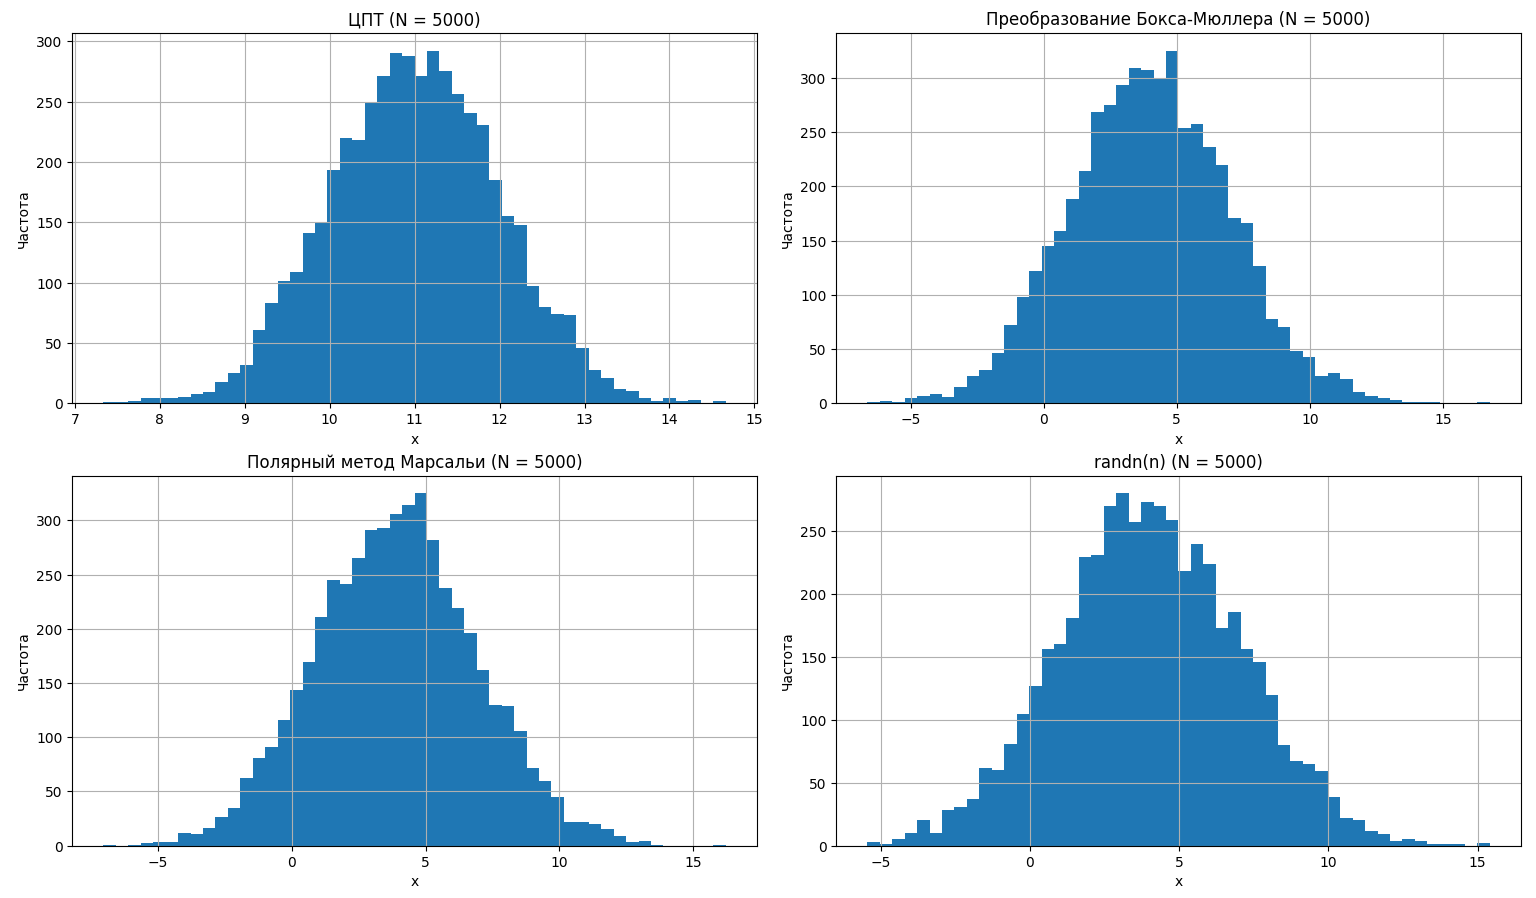 ЦПТ (N = 5000)
Частота
300
250
200
150
100
50
0
7 8 9 10 11 12 13 14 15
x
Преобразование Бокса-Мюллера (N = 5000)
Частота
300
250
200
150
100
50
0
−5 0 5 10 15
x
Полярный метод Марсальи (N = 5000)
Частота
300
250
200
150
100
50
0
−5 0 5 10 15
x
randn(n) (N = 5000)
Частота
250
200
150
100
50
0
−5 0 5 10 15
x